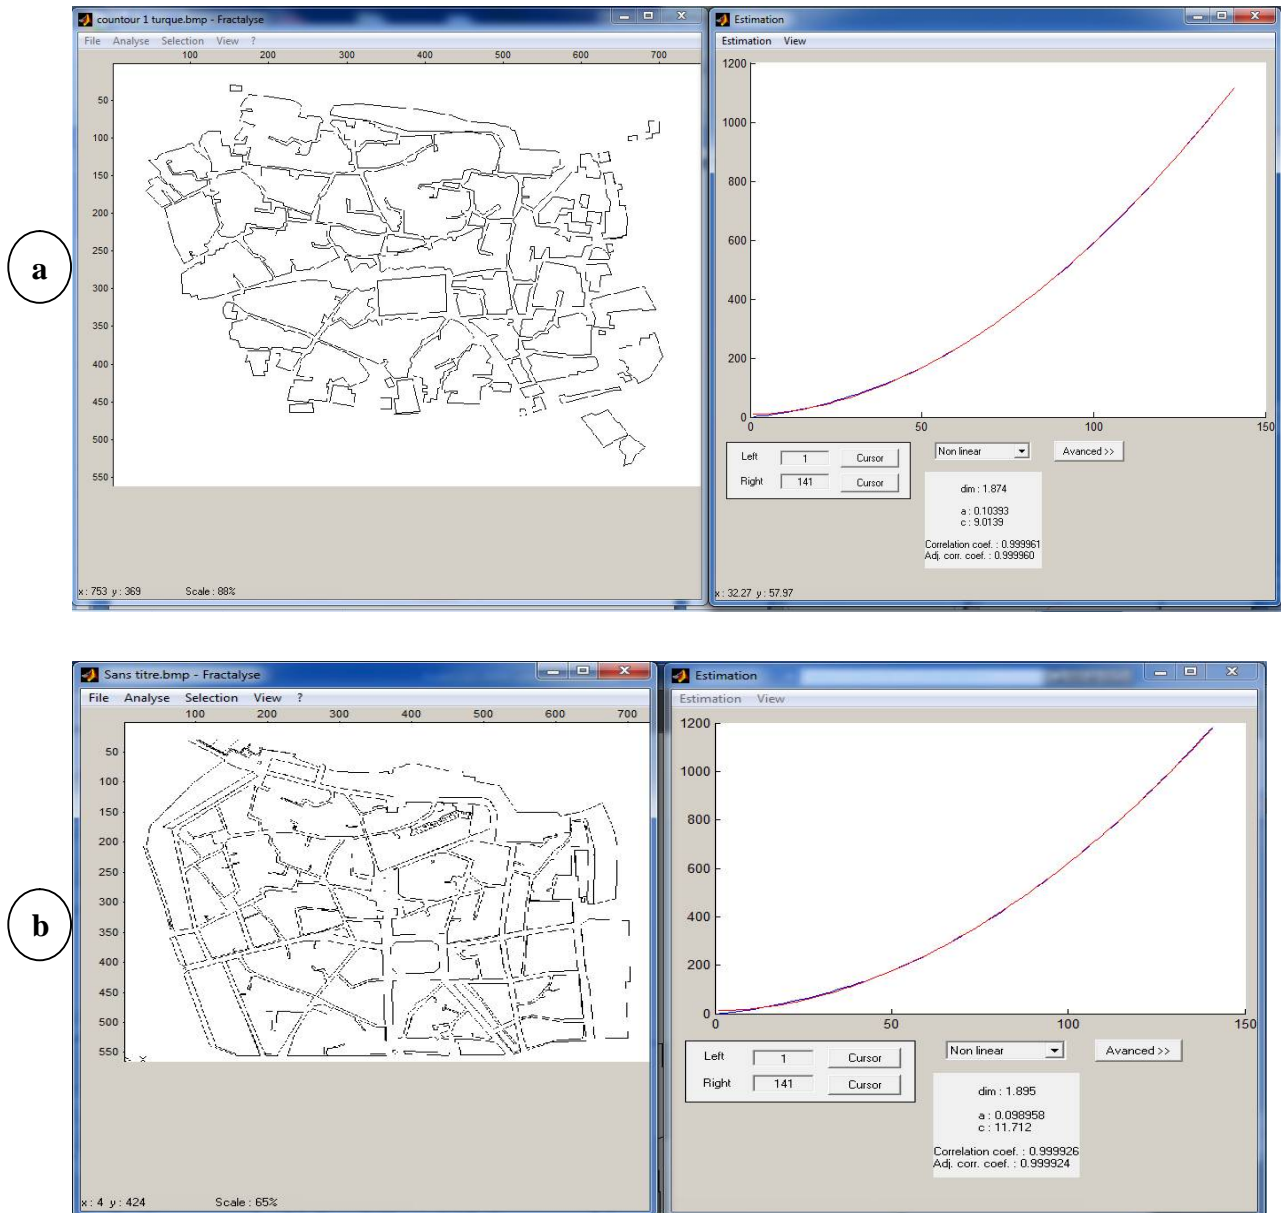 countour 1 turque.bmp - Fractalyse
File Analyse Selection View ?
100 200 300 400 500 600 700
50
100
150
200
250
300
350
400
450
500
550
x : 753 y : 369 Scale : 88%
Estimation
Estimation View
1200
1000
800
600
400
200
0
0 50 100 150
Left 1 Cursor
Right 141 Cursor
Non linear
Avanced >>
dim : 1.874
a : 0.10393
c : 9.0139
Correlation coef. : 0.999961
Adj. corr. coef. : 0.999960
x : 32.27 y : 57.97
a
Sans titre.bmp - Fractalyse
File Analyse Selection View ?
100 200 300 400 500 600 700
50
100
150
200
250
300
350
400
450
500
550
x : 4 y : 424 Scale : 65%
Estimation
Estimation View
1200
1000
800
600
400
200
0
0 50 100 150
Left 1 Cursor
Right 141 Cursor
Non linear
Avanced >>
dim : 1.895
a : 0.098958
c : 11.712
Correlation coef. : 0.999926
Adj. corr. coef. : 0.999924
b